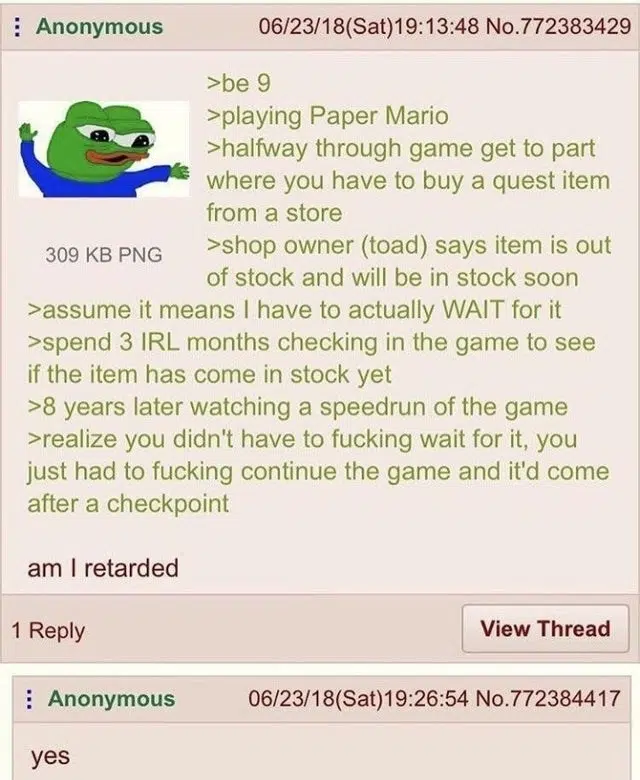 Anonymous 06/23/18(Sat)19:13:48 No.772383429
>be 9
>playing Paper Mario
>halfway through game get to part
where you have to buy a quest item
from a store
>shop owner (toad) says item is out
of stock and will be in stock soon
309 KB PNG
>assume it means I have to actually WAIT for it
>spend 3 IRL months checking in the game to see
if the item has come in stock yet
>8 years later watching a speedrun of the game
>realize you didn't have to fucking wait for it, you
just had to fucking continue the game and it'd come
after a checkpoint
am I retarded
1 Reply View Thread
Anonymous 06/23/18(Sat)19:26:54 No.772384417
yes